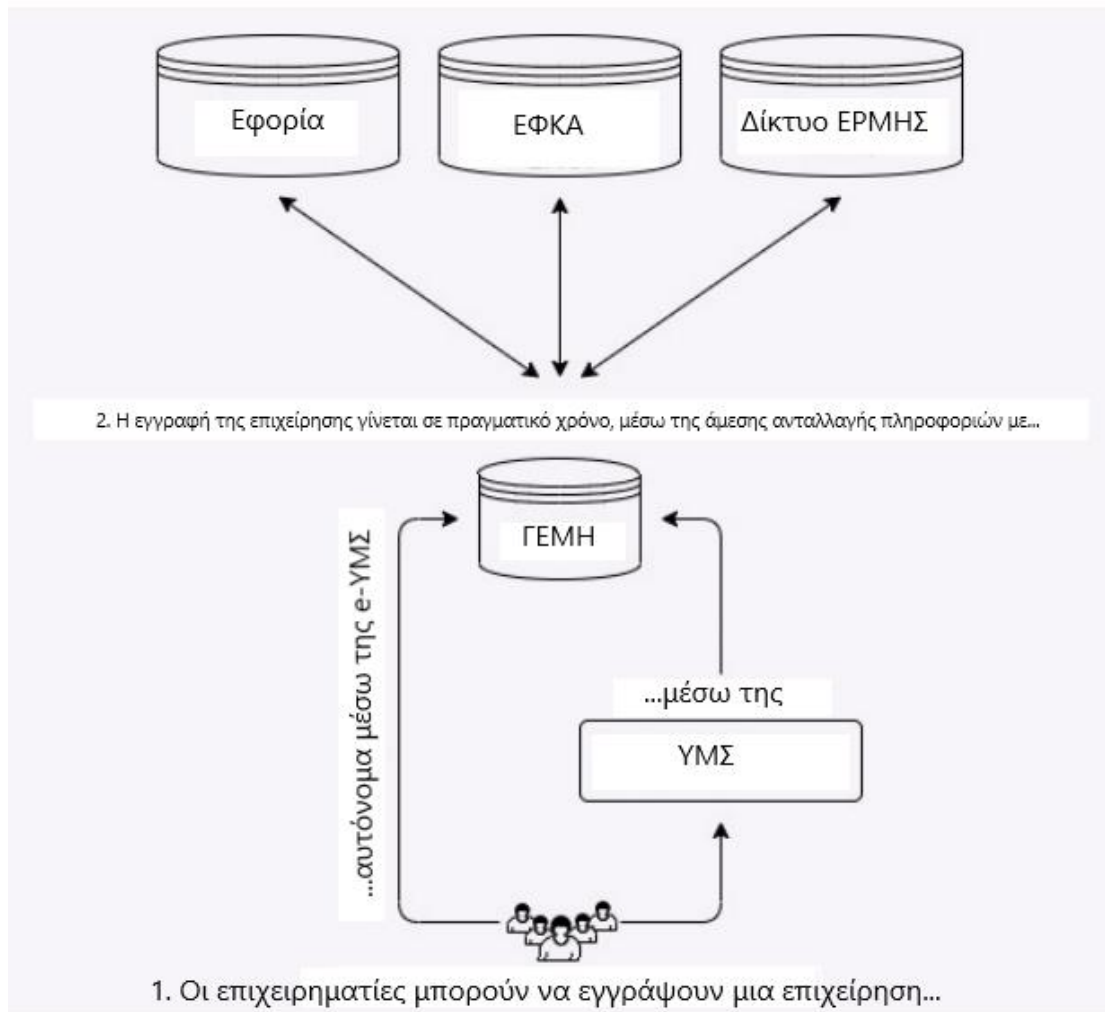 Εφορία
ΕΦΚΑ
Δίκτυο ΕΡΜΗΣ
2. Η εγγραφή της επιχείρησης γίνεται σε πραγματικό χρόνο, μέσω της άμεσης ανταλλαγής πληροφοριών με...
ΓΕΜΗ
...αυτόνομα μέσω της e-ΥΜΣ
...μέσω της
ΥΜΣ
1. Οι επιχειρηματίες μπορούν να εγγράψουν μια επιχείρηση...